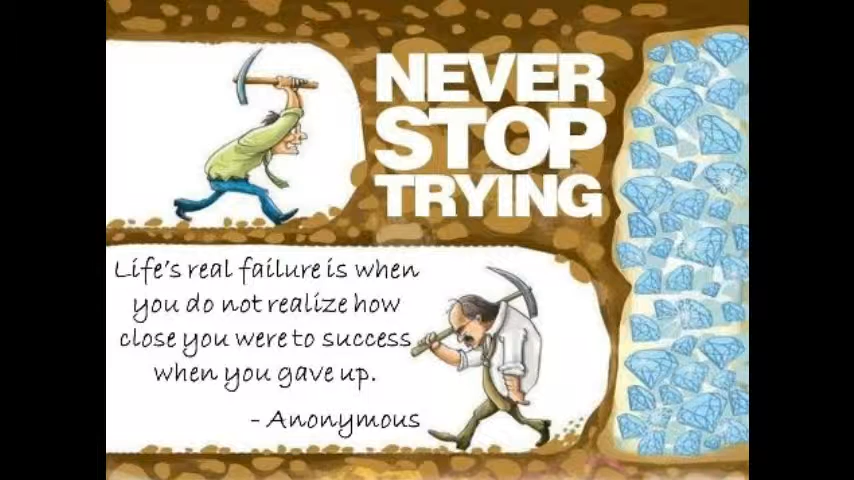 NEVER
STOP
TRYING
Life's real failure is when
you do not realize how
close you were to success
when you gave up.
- Anonymous